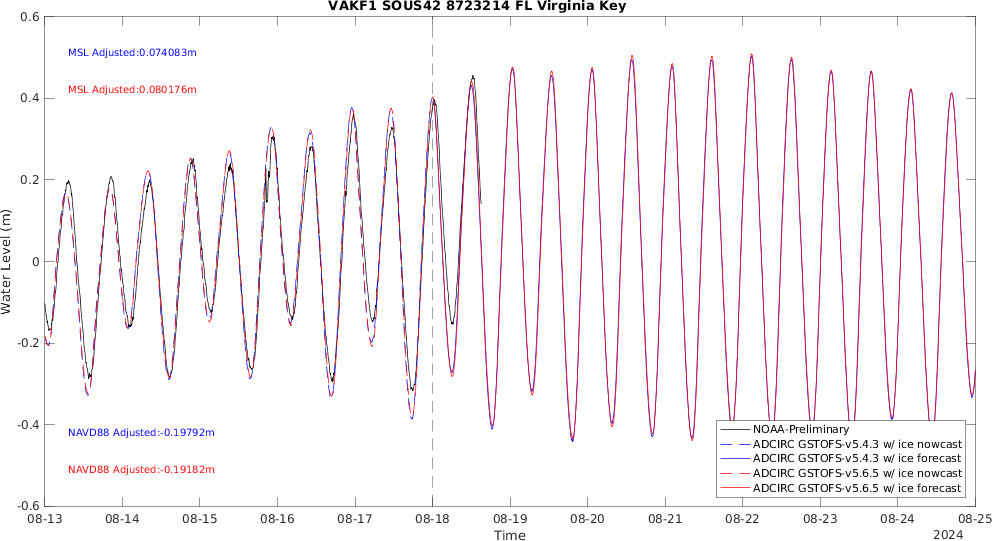 VAKF1 SOUS42 8723214 FL Virginia Key
0.6
MSL Adjusted:0.074083m
MSL Adjusted:0.080176m
0.4
0.2
0
-0.2
-0.4
-0.6
Water Level (m)
NAVD88 Adjusted:-0.19792m
NAVD88 Adjusted:-0.19182m
NOAA-Preliminary
ADCIRC GSTOFS-v5.4.3 w/ ice nowcast
ADCIRC GSTOFS-v5.4.3 w/ ice forecast
ADCIRC GSTOFS-v5.6.5 w/ ice nowcast
ADCIRC GSTOFS-v5.6.5 w/ ice forecast
08-13 08-14 08-15 08-16 08-17 08-18 08-19 08-20 08-21 08-22 08-23 08-24 08-25
Time
2024